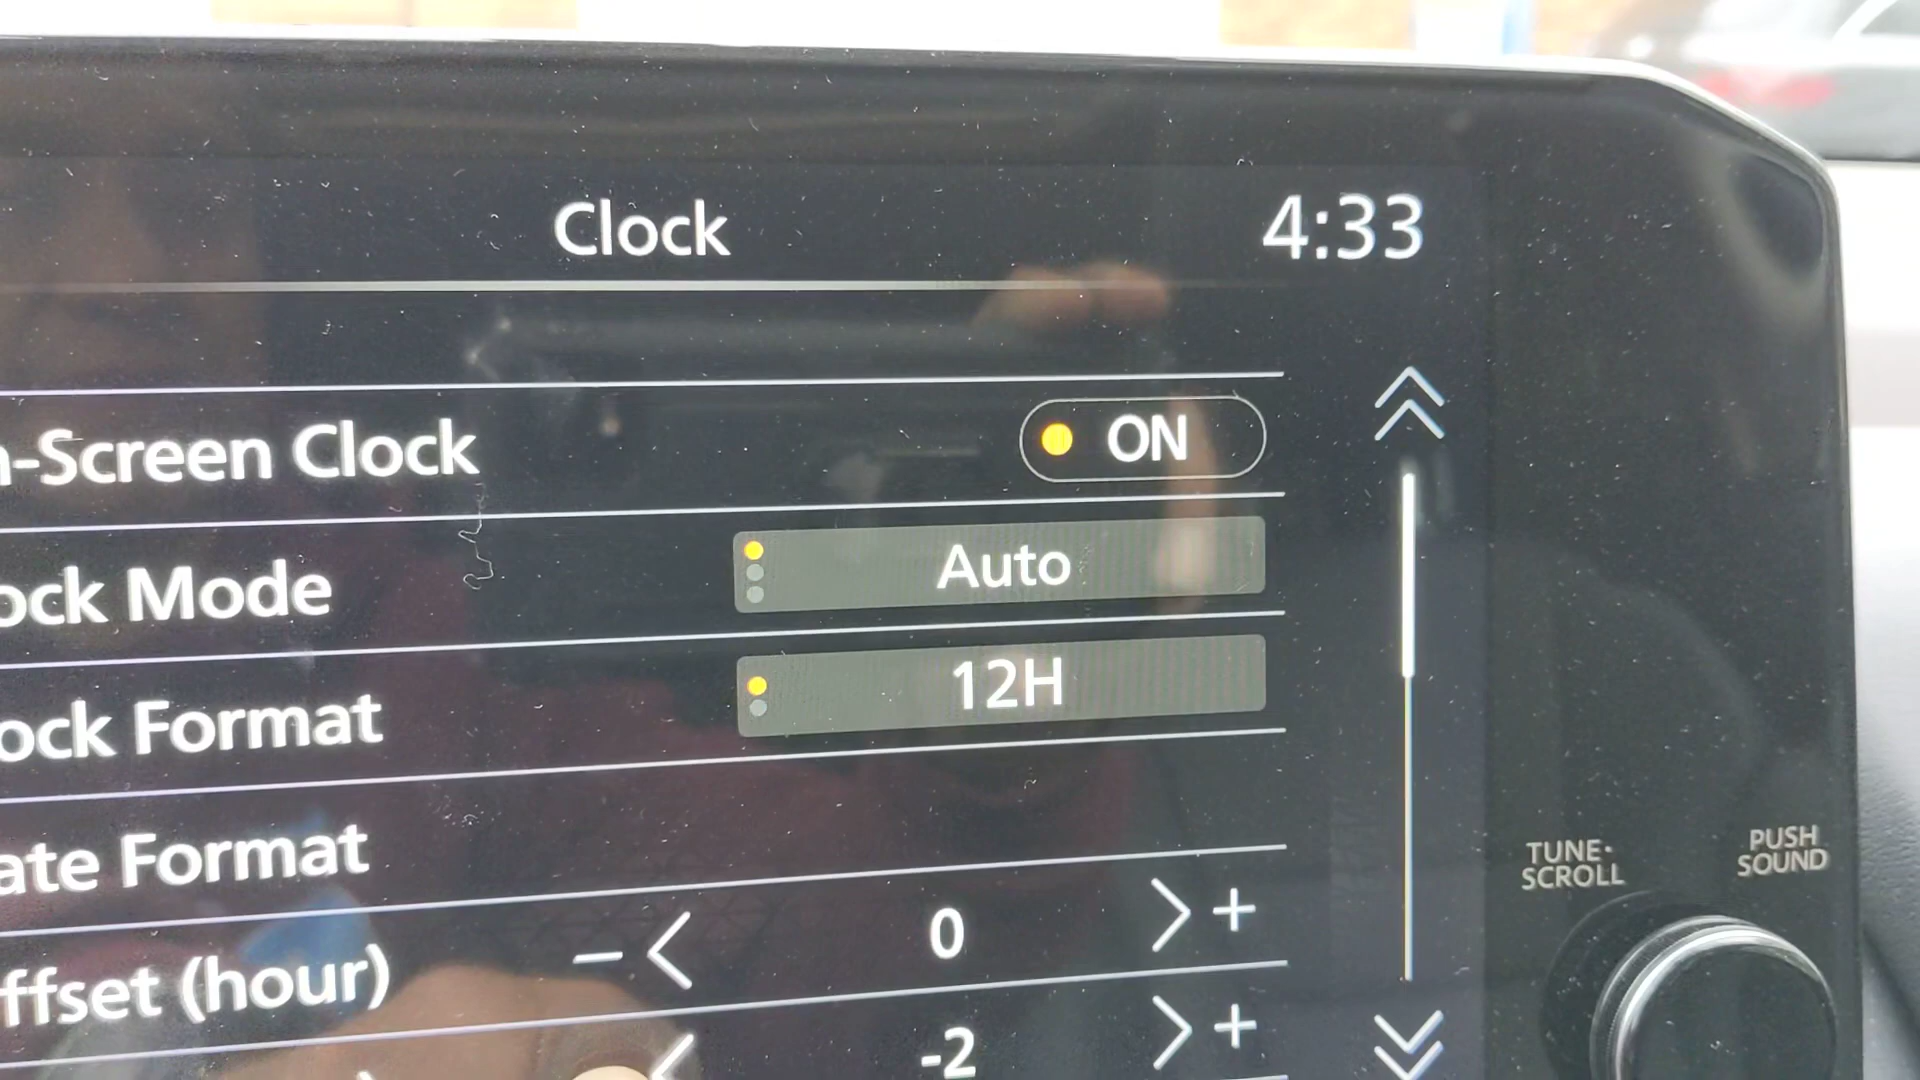 Clock 4:33
n-Screen Clock ON
ock Mode Auto
ock Format 12H
ate Format
ffset (hour) - < 0 > +
< -2 > +
TUNE·
SCROLL
PUSH
SOUND